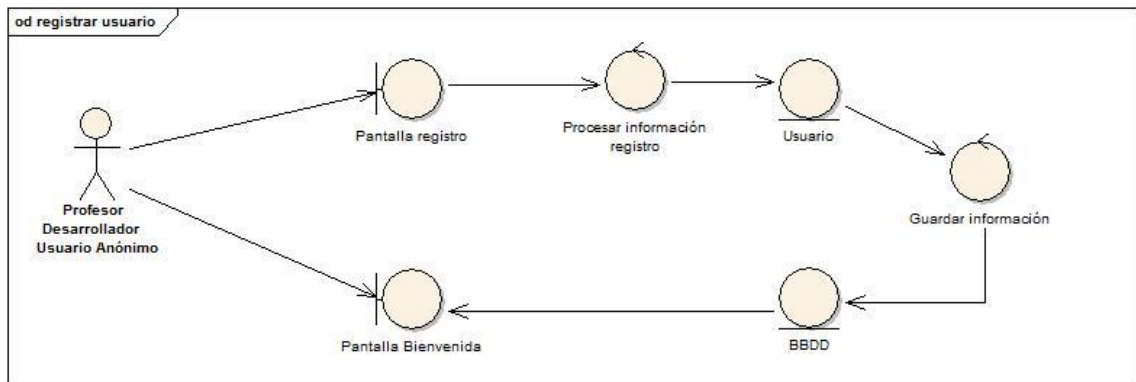 od registrar usuario
Pantalla registro
Procesar información
registro
Usuario
Guardar información
Profesor
Desarrollador
Usuario Anónimo
Pantalla Bienvenida
BBDD